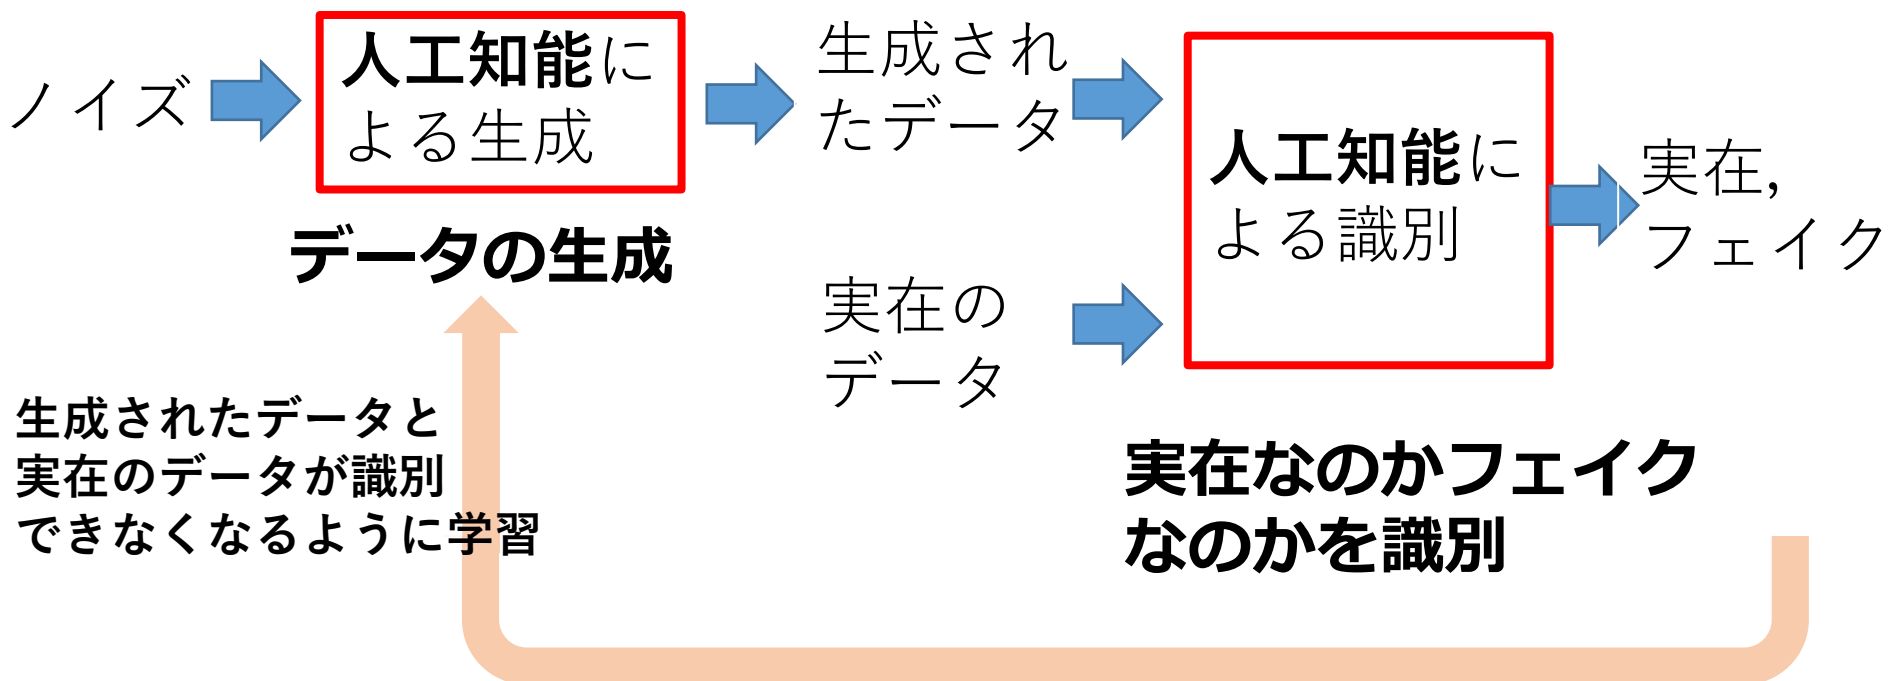 ノイズ
人工知能に
よる生成
データの生成
生成され
たデータ
実在の
データ
人工知能に
よる識別
実在,
フェイク
実在なのかフェイク
なのかを識別
生成されたデータと
実在のデータが識別
できなくなるように学習